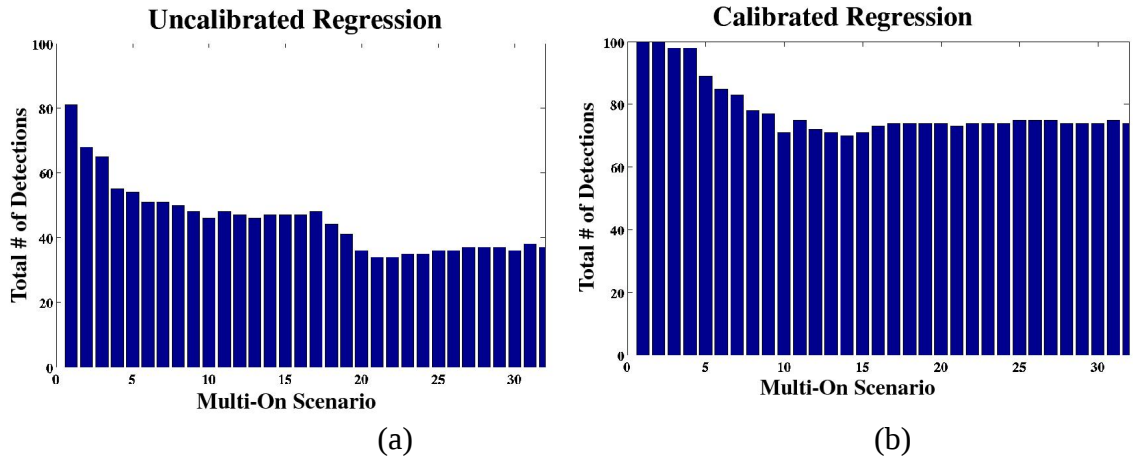 Uncalibrated Regression
100
80
60
40
20
0
Total # of Detections
0 5 10 15 20 25 30
Multi-On Scenario
(a)
Calibrated Regression
100
80
60
40
20
0
Total # of Detections
0 5 10 15 20 25 30
Multi-On Scenario
(b)